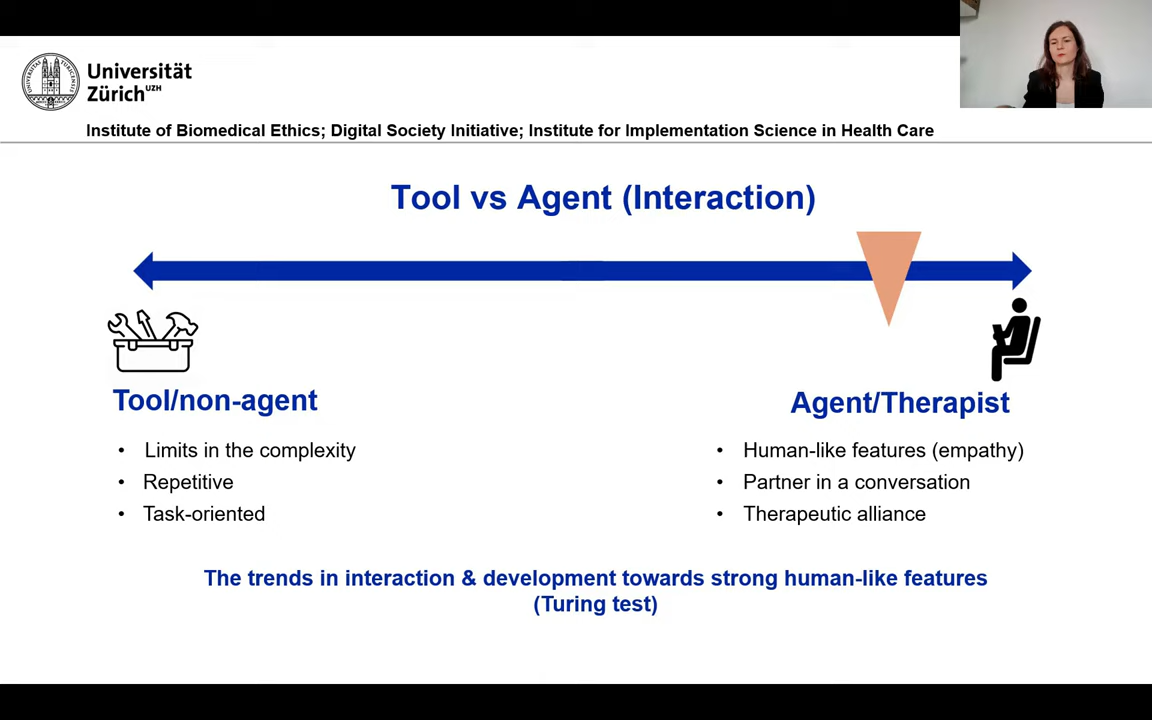 Universität
Zürich UZH
Institute of Biomedical Ethics; Digital Society Initiative; Institute for Implementation Science in Health Care
Tool vs Agent (Interaction)
Tool/non-agent
• Limits in the complexity
• Repetitive
• Task-oriented
Agent/Therapist
• Human-like features (empathy)
• Partner in a conversation
• Therapeutic alliance
The trends in interaction & development towards strong human-like features
(Turing test)